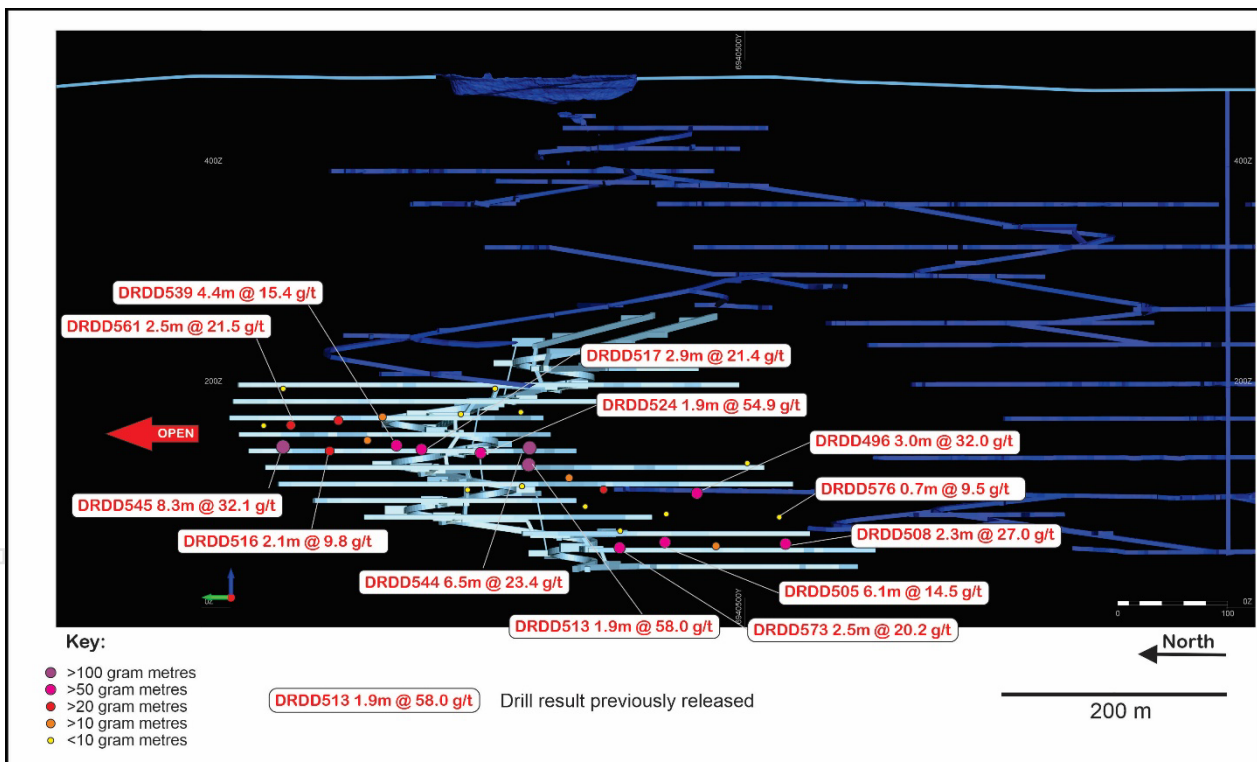 6940500Y
400Z
400Z
DRDD539 4.4m @ 15.4 g/t
DRDD561 2.5m @ 21.5 g/t
DRDD517 2.9m @ 21.4 g/t
200Z
200Z
DRDD524 1.9m @ 54.9 g/t
OPEN
DRDD496 3.0m @ 32.0 g/t
DRDD576 0.7m @ 9.5 g/t
DRDD545 8.3m @ 32.1 g/t
DRDD516 2.1m @ 9.8 g/t
DRDD508 2.3m @ 27.0 g/t
DRDD544 6.5m @ 23.4 g/t
DRDD505 6.1m @ 14.5 g/t
0Z
6940500Y
0Z
0
100
DRDD513 1.9m @ 58.0 g/t
DRDD573 2.5m @ 20.2 g/t
Key:
North
>100 gram metres
>50 gram metres
>20 gram metres
>10 gram metres
<10 gram metres
DRDD513 1.9m @ 58.0 g/t
Drill result previously released
200 m